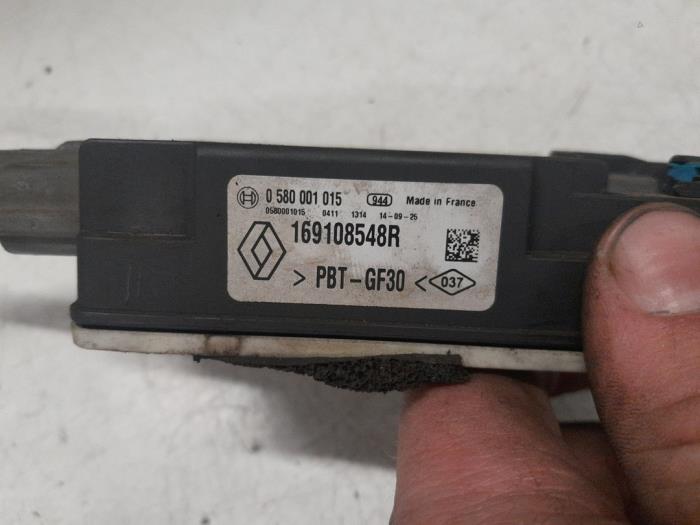 0 580 001 015 944 Made in France
0580001015 0411 1314 14-09-25
169108548R
> PBT-GF30 < 037